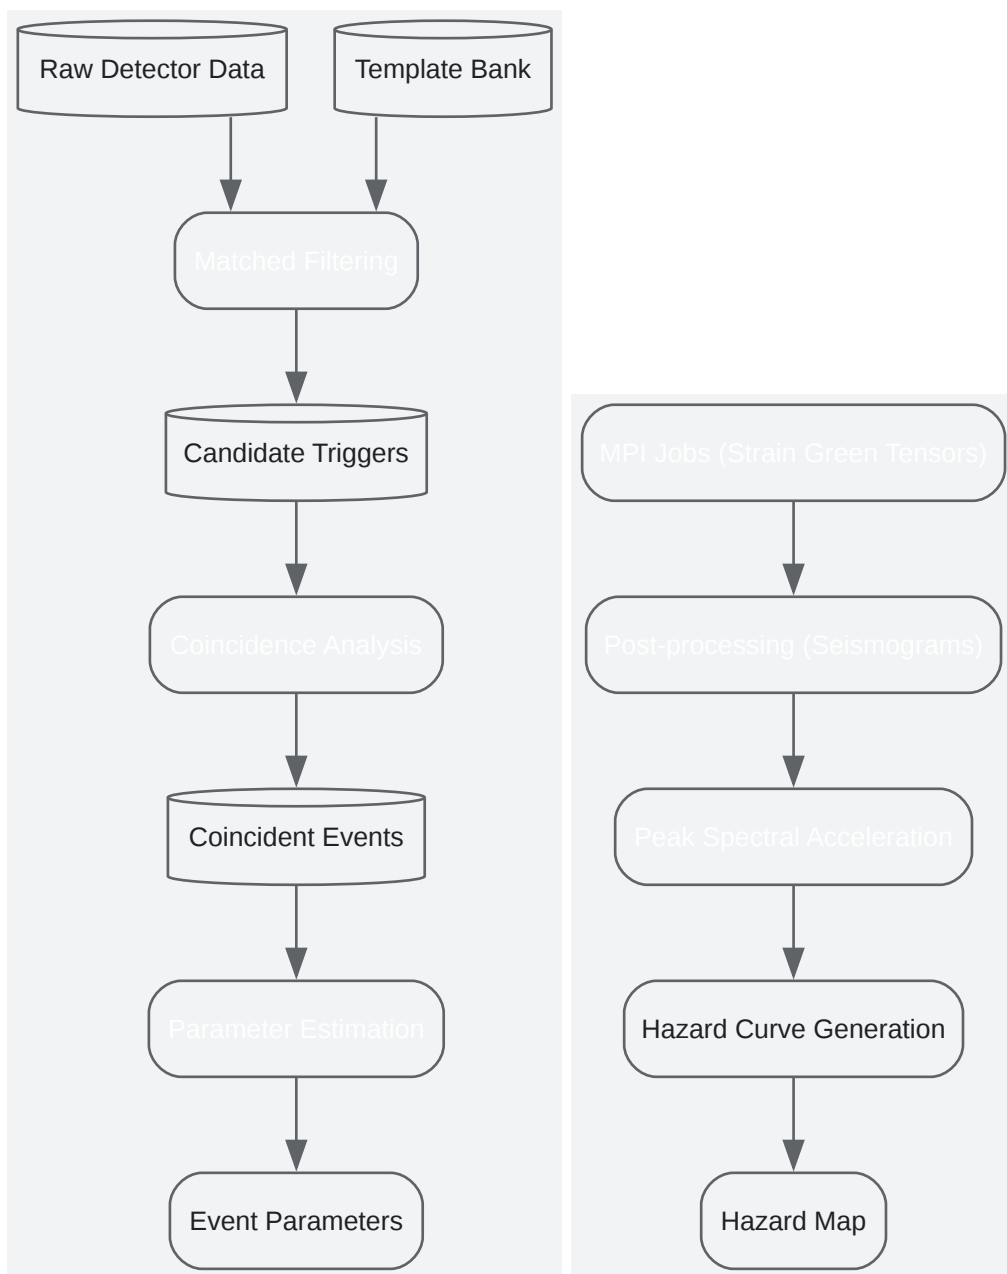 Raw Detector Data
Template Bank
Matched Filtering
Candidate Triggers
Coincidence Analysis
Coincident Events
Parameter Estimation
Event Parameters
MPI Jobs (Strain Green Tensors)
Post-processing (Seismograms)
Peak Spectral Acceleration
Hazard Curve Generation
Hazard Map